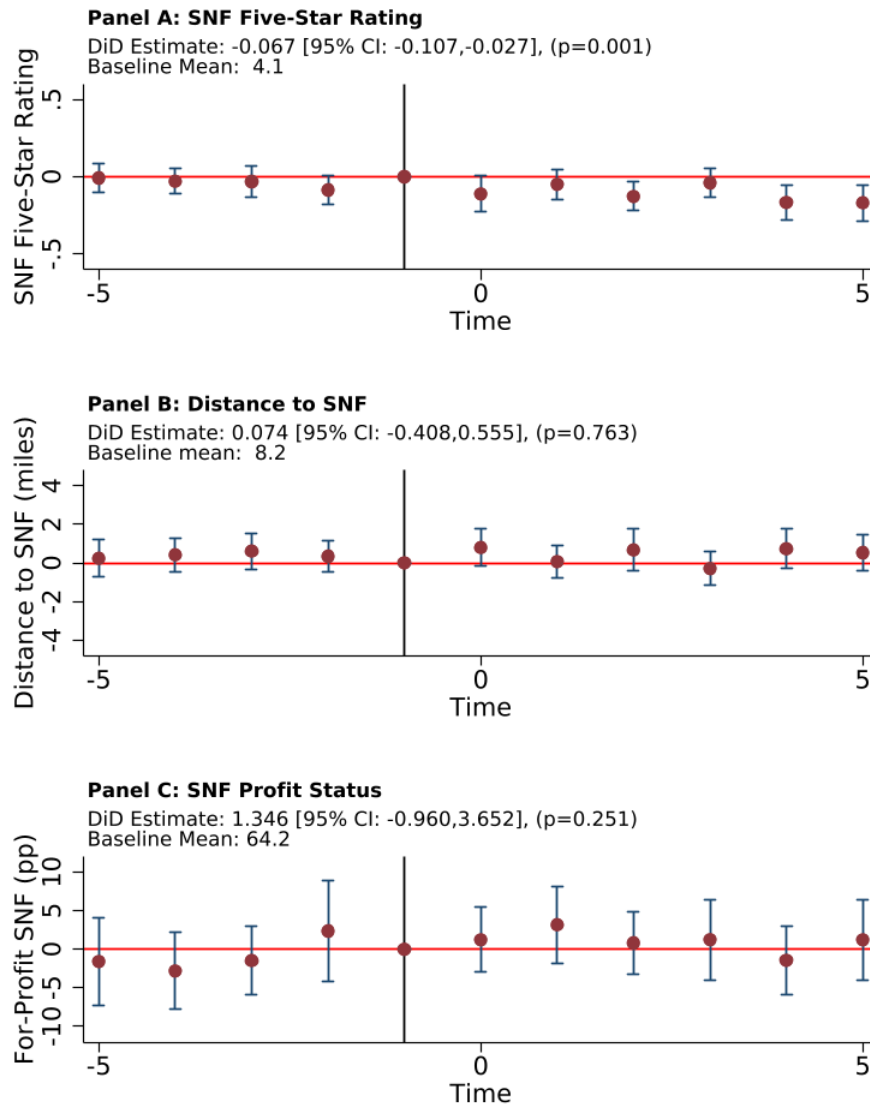 Panel A: SNF Five-Star Rating
DiD Estimate: -0.067 [95% CI: -0.107,-0.027], (p=0.001)
Baseline Mean:  4.1
SNF Five-Star Rating
.5
0
-.5
-5
0
5
Time
Panel B: Distance to SNF
DiD Estimate: 0.074 [95% CI: -0.408,0.555], (p=0.763)
Baseline mean:  8.2
Distance to SNF (miles)
4
2
0
-2
-4
-5
0
5
Time
Panel C: SNF Profit Status
DiD Estimate: 1.346 [95% CI: -0.960,3.652], (p=0.251)
Baseline Mean: 64.2
For-Profit SNF (pp)
10
5
0
-5
-10
-5
0
5
Time